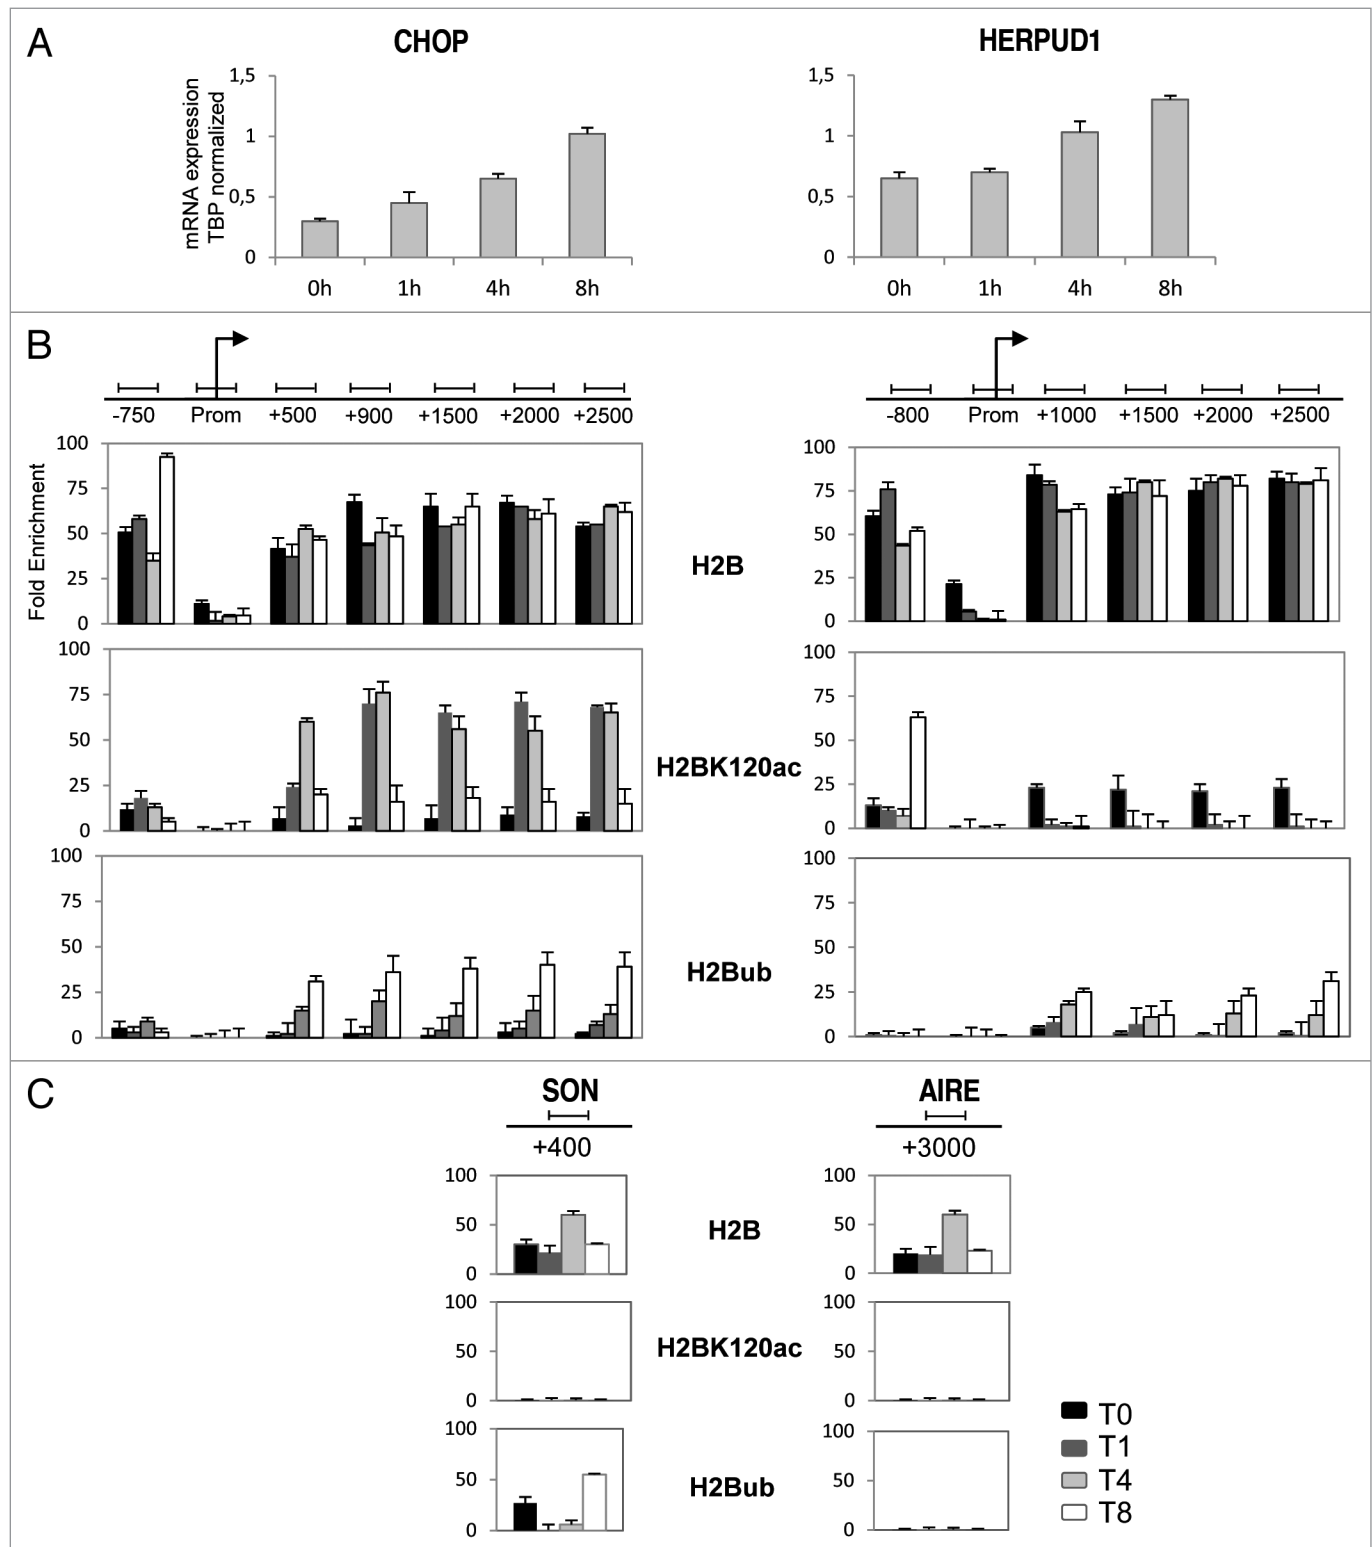 A
CHOP
HERPUD1
mRNA expression
TBP normalized
1,5
1
0,5
0
0h 1h 4h 8h
1,5
1
0,5
0
0h 1h 4h 8h
B
-750 Prom +500 +900 +1500 +2000 +2500
-800 Prom +1000 +1500 +2000 +2500
Fold Enrichment
100
75
50
25
0
H2B
100
75
50
25
0
100
75
50
25
0
H2BK120ac
100
75
50
25
0
100
75
50
25
0
H2Bub
100
75
50
25
0
C
SON
AIRE
+400
+3000
100
50
0
H2B
100
50
0
100
50
0
H2BK120ac
100
50
0
100
50
0
H2Bub
100
50
0
T0
T1
T4
T8